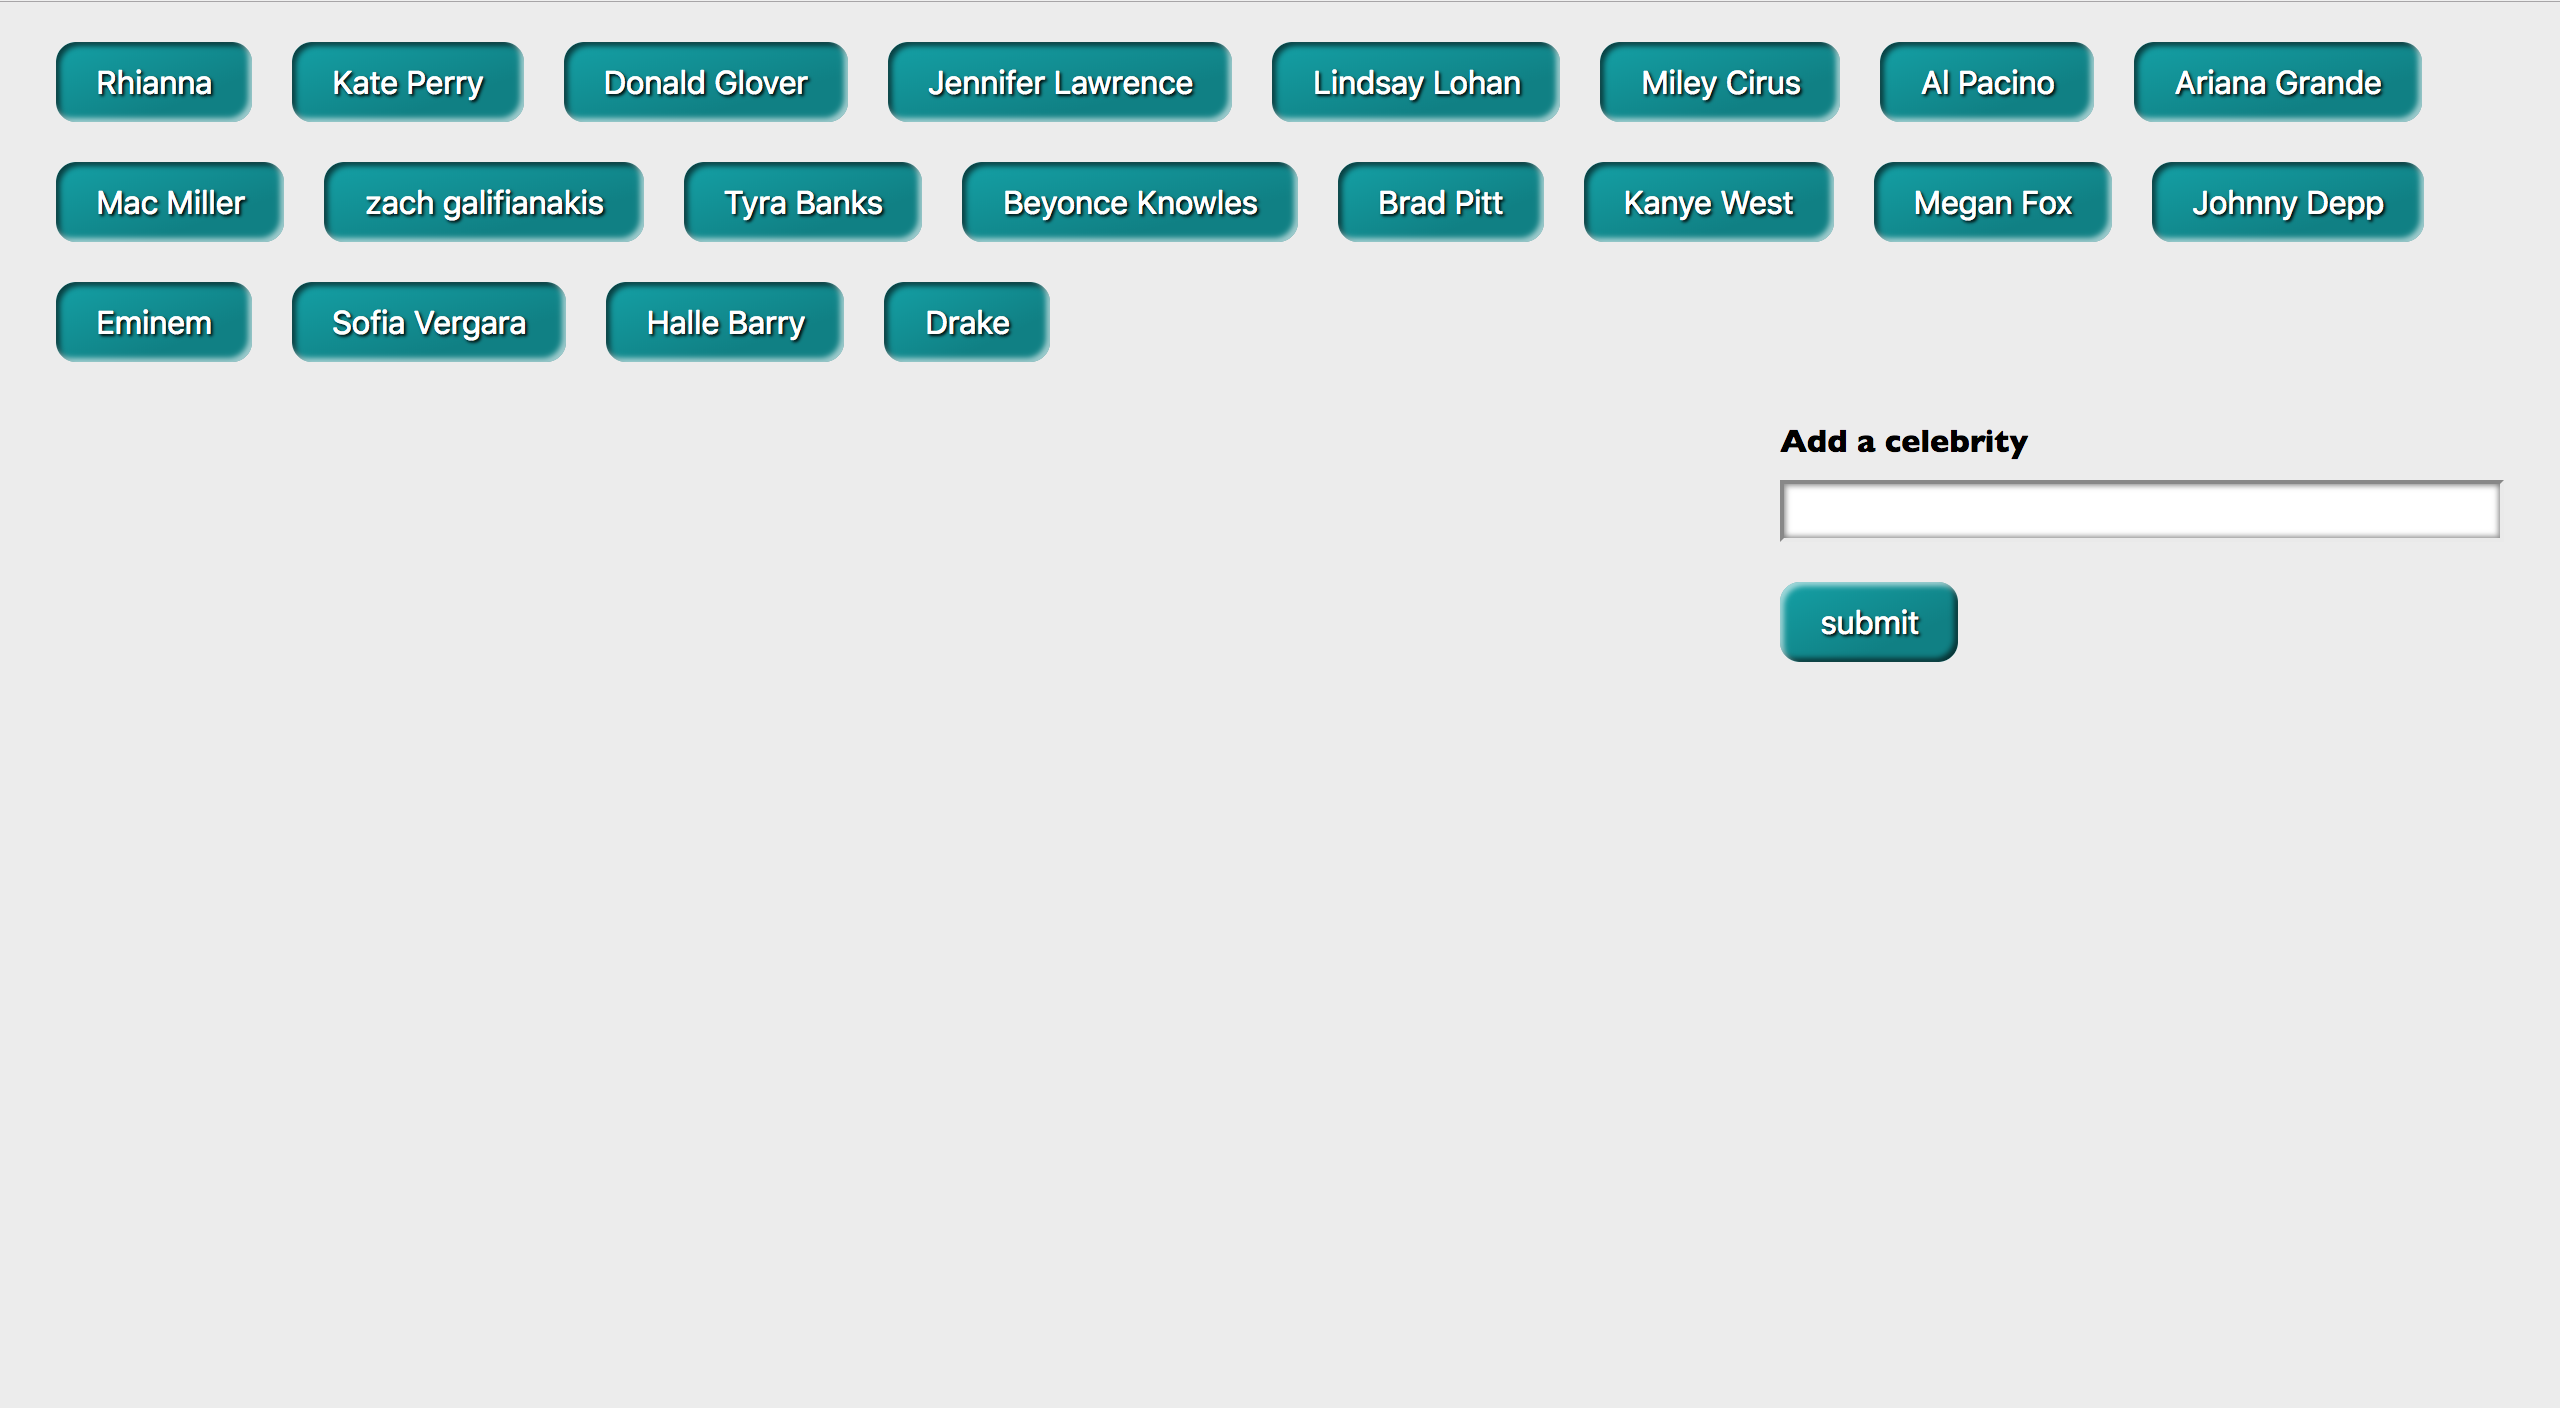 Rhianna Kate Perry Donald Glover Jennifer Lawrence Lindsay Lohan Miley Cirus Al Pacino Ariana Grande
Mac Miller zach galifianakis Tyra Banks Beyonce Knowles Brad Pitt Kanye West Megan Fox Johnny Depp
Eminem Sofia Vergara Halle Barry Drake
Add a celebrity
submit